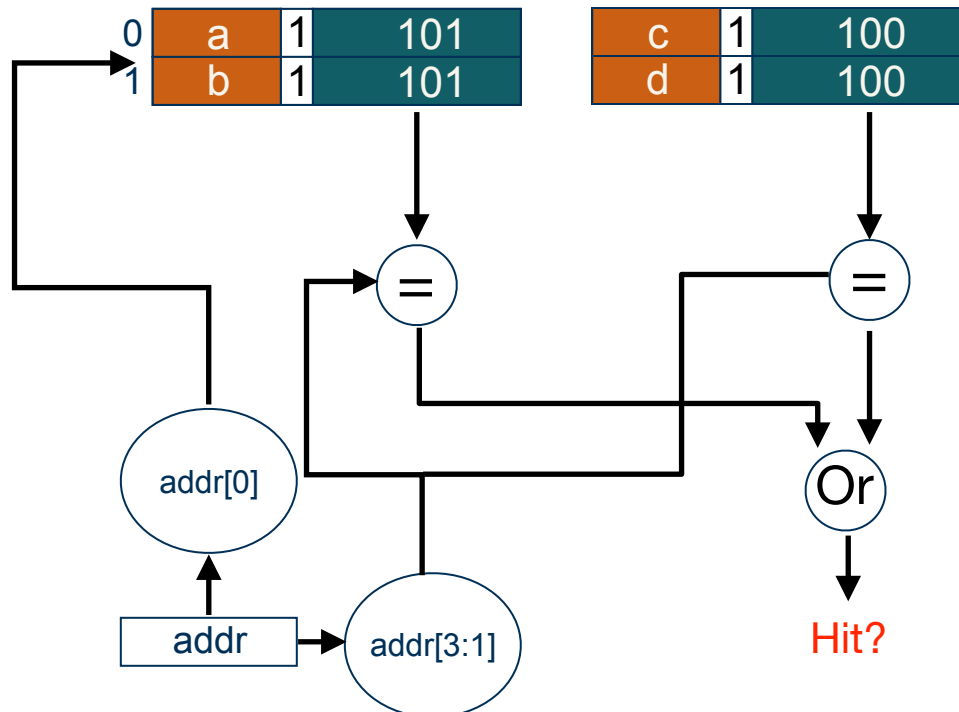 0 a 1 101 c 1 100
1 b 1 101 d 1 100
= =
addr[0] Or
addr addr[3:1] Hit?